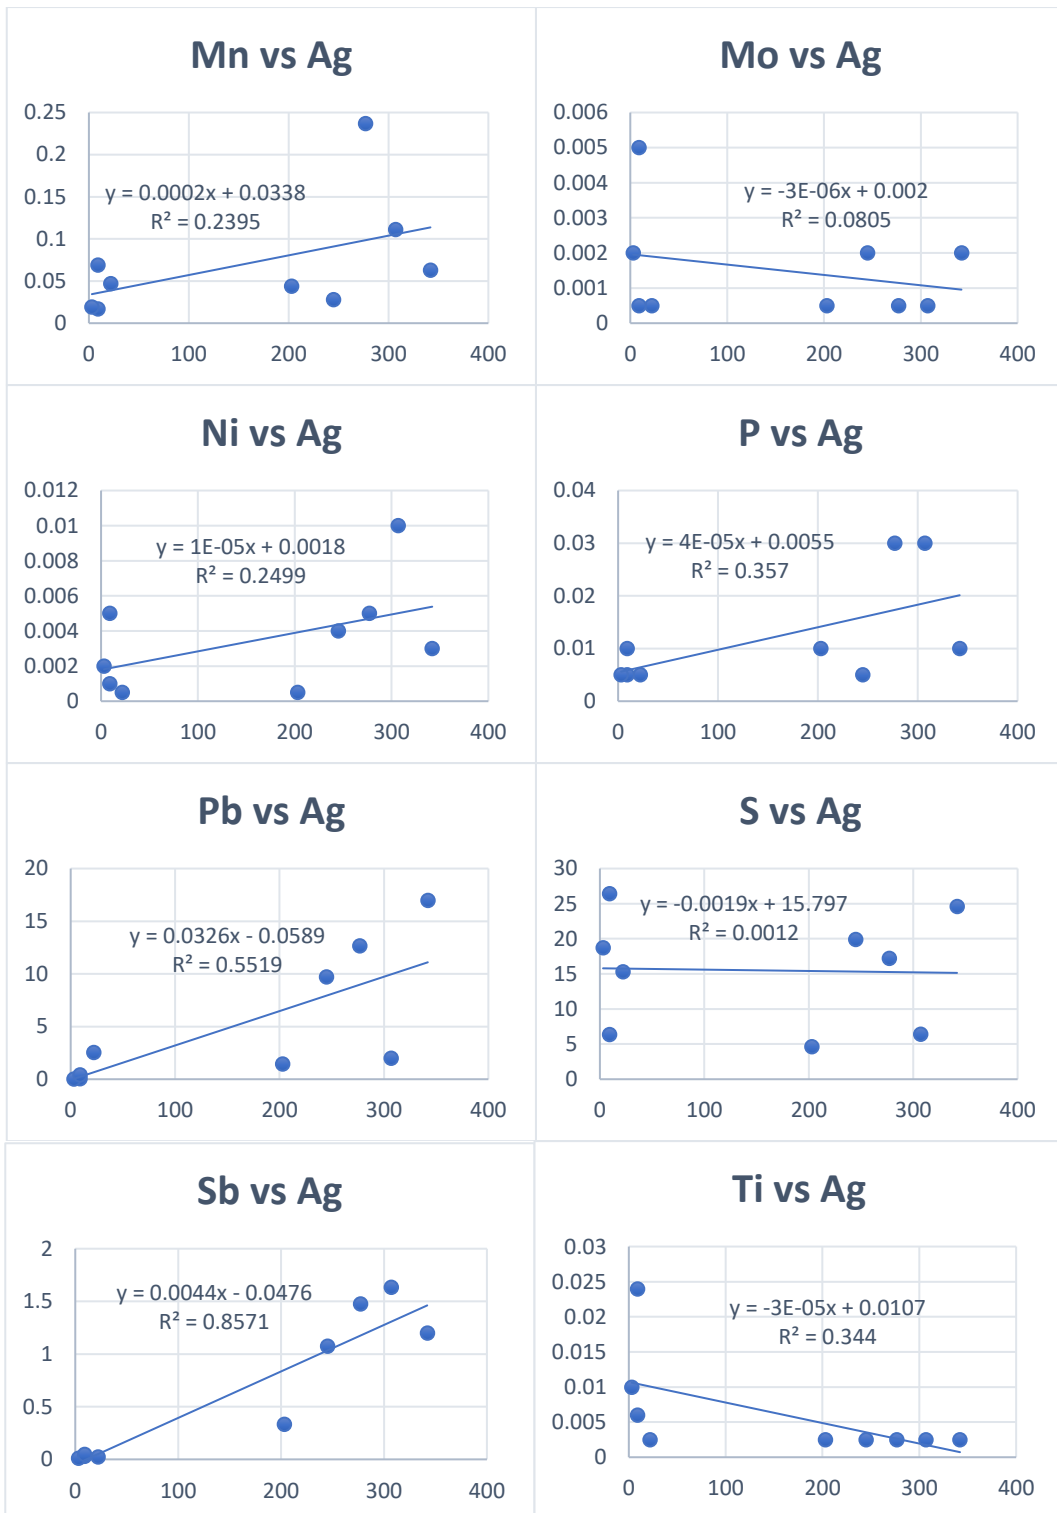 Mn vs Ag
0.25
0.2
0.15
0.1
0.05
0
y = 0.0002x + 0.0338
R² = 0.2395
0 100 200 300 400
Mo vs Ag
0.006
0.005
0.004
0.003
0.002
0.001
0
y = -3E-06x + 0.002
R² = 0.0805
0 100 200 300 400
Ni vs Ag
0.012
0.01
0.008
0.006
0.004
0.002
0
y = 1E-05x + 0.0018
R² = 0.2499
0 100 200 300 400
P vs Ag
0.04
0.03
0.02
0.01
0
y = 4E-05x + 0.0055
R² = 0.357
0 100 200 300 400
Pb vs Ag
20
15
10
5
0
y = 0.0326x - 0.0589
R² = 0.5519
0 100 200 300 400
S vs Ag
30
25
20
15
10
5
0
y = -0.0019x + 15.797
R² = 0.0012
0 100 200 300 400
Sb vs Ag
2
1.5
1
0.5
0
y = 0.0044x - 0.0476
R² = 0.8571
0 100 200 300 400
Ti vs Ag
0.03
0.025
0.02
0.015
0.01
0.005
0
y = -3E-05x + 0.0107
R² = 0.344
0 100 200 300 400